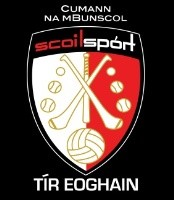 CUMANN
NA MBUNSCOL
scoilspórt
TÍR EOGHAIN